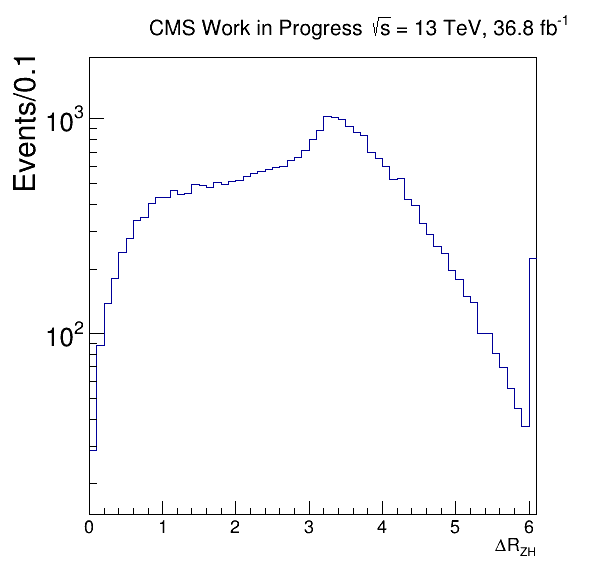 CMS Work in Progress √s = 13 TeV, 36.8 fb⁻¹
Events/0.1
10³
10²
0 1 2 3 4 5 6
ΔR_ZH